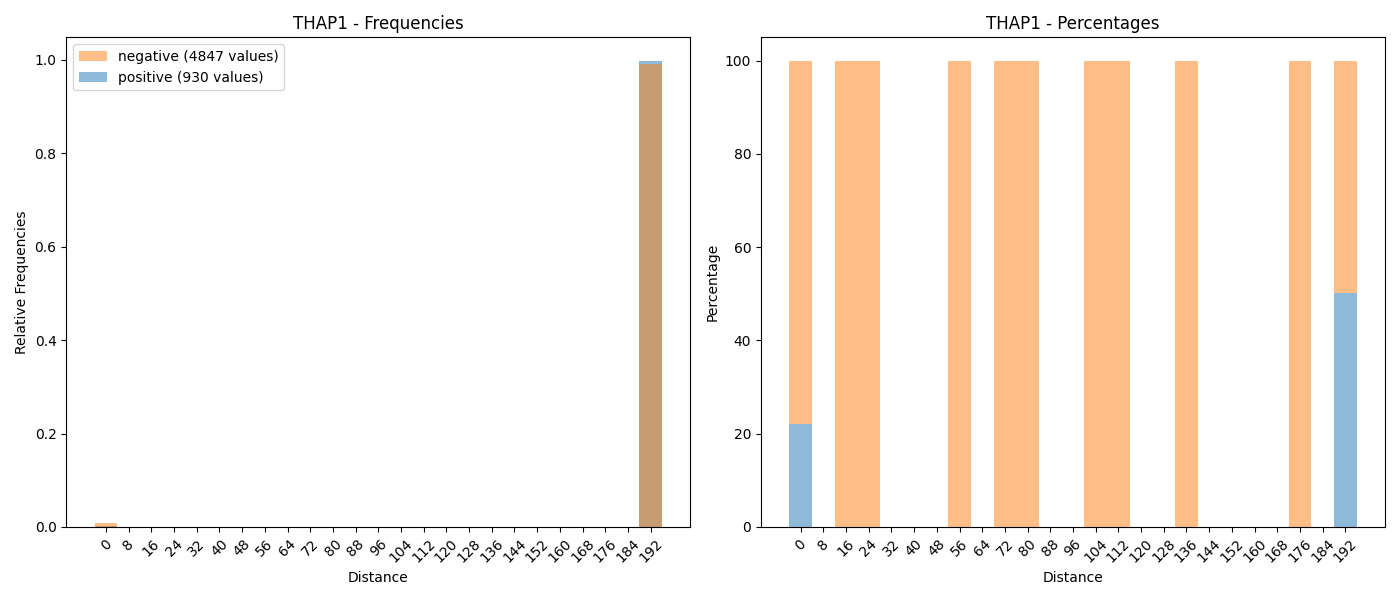 THAP1 - Frequencies
negative (4847 values)
positive (930 values)
1.0
0.8
0.6
0.4
0.2
0.0
Relative Frequencies
0 8 16 24 32 40 48 56 64 72 80 88 96 104 112 120 128 136 144 152 160 168 176 184 192
Distance
THAP1 - Percentages
100
80
60
40
20
0
Percentage
0 8 16 24 32 40 48 56 64 72 80 88 96 104 112 120 128 136 144 152 160 168 176 184 192
Distance